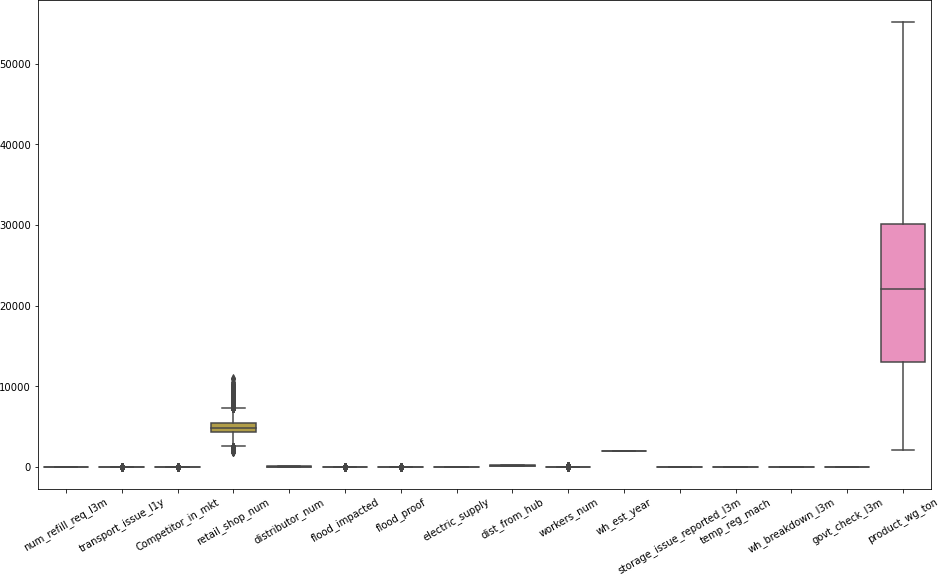 50000
40000
30000
20000
10000
0
num_refill_req_l3m
transport_issue_l1y
Competitor_in_mkt
retail_shop_num
distributor_num
flood_impacted
flood_proof
electric_supply
dist_from_hub
workers_num
wh_est_year
storage_issue_reported_l3m
temp_reg_mach
wh_breakdown_l3m
govt_check_l3m
product_wg_ton